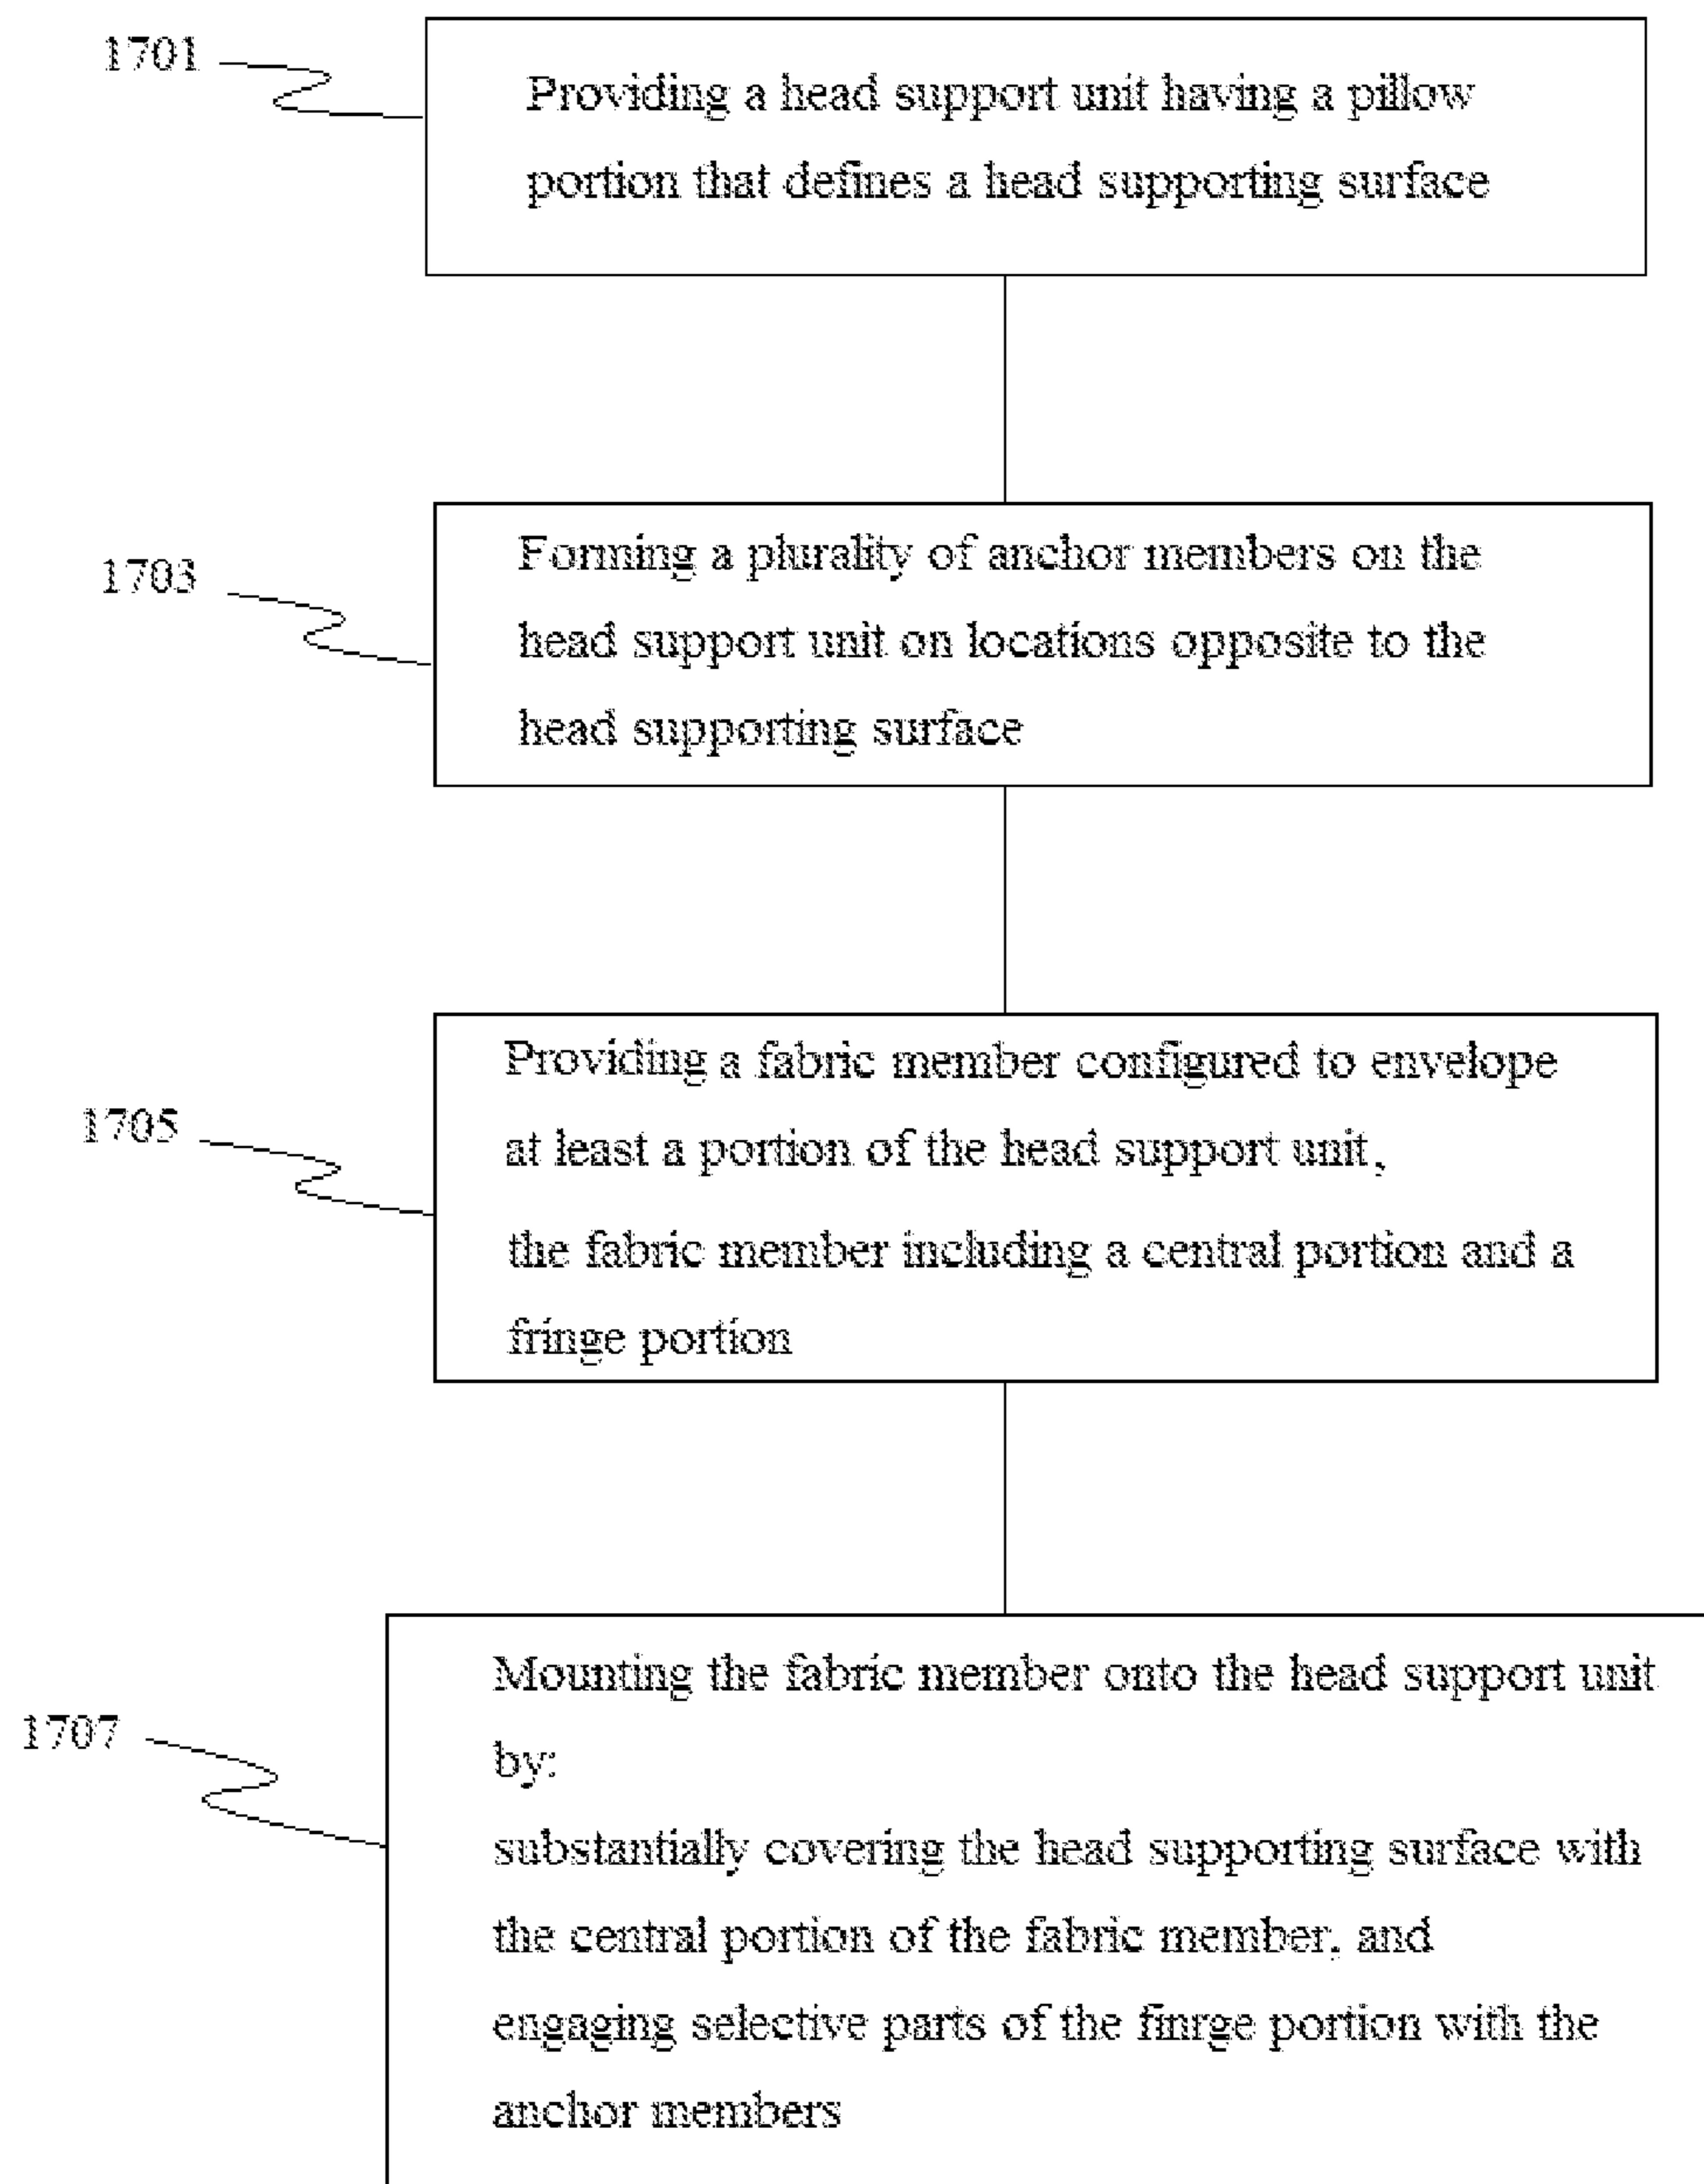 1701
Providing a head support unit having a pillow
portion that defines a head supporting surface
1703
Forming a plurality of anchor members on the
head support unit on locations opposite to the
head supporting surface
1705
Providing a fabric member configured to envelope
at least a portion of the head support unit,
the fabric member including a central portion and a
fringe portion
1707
Mounting the fabric member onto the head support unit
by:
substantially covering the head supporting surface with
the central portion of the fabric member, and
engaging selective parts of the finrge portion with the
anchor members